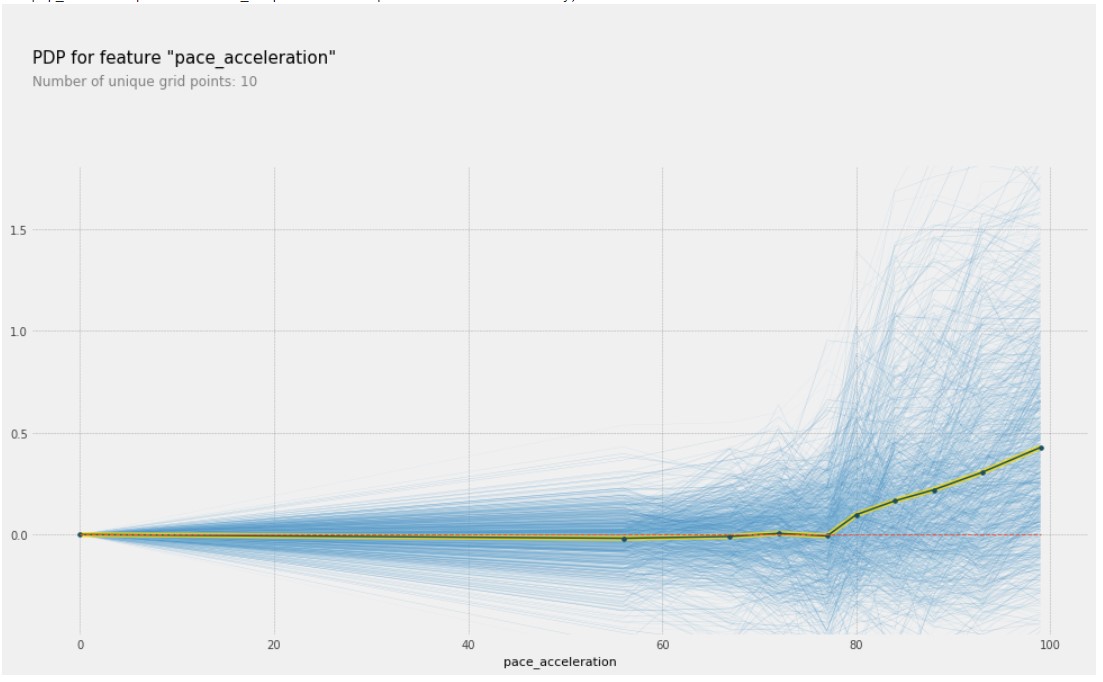 PDP for feature "pace_acceleration"
Number of unique grid points: 10
1.5
1.0
0.5
0.0
0 20 40 60 80 100
pace_acceleration